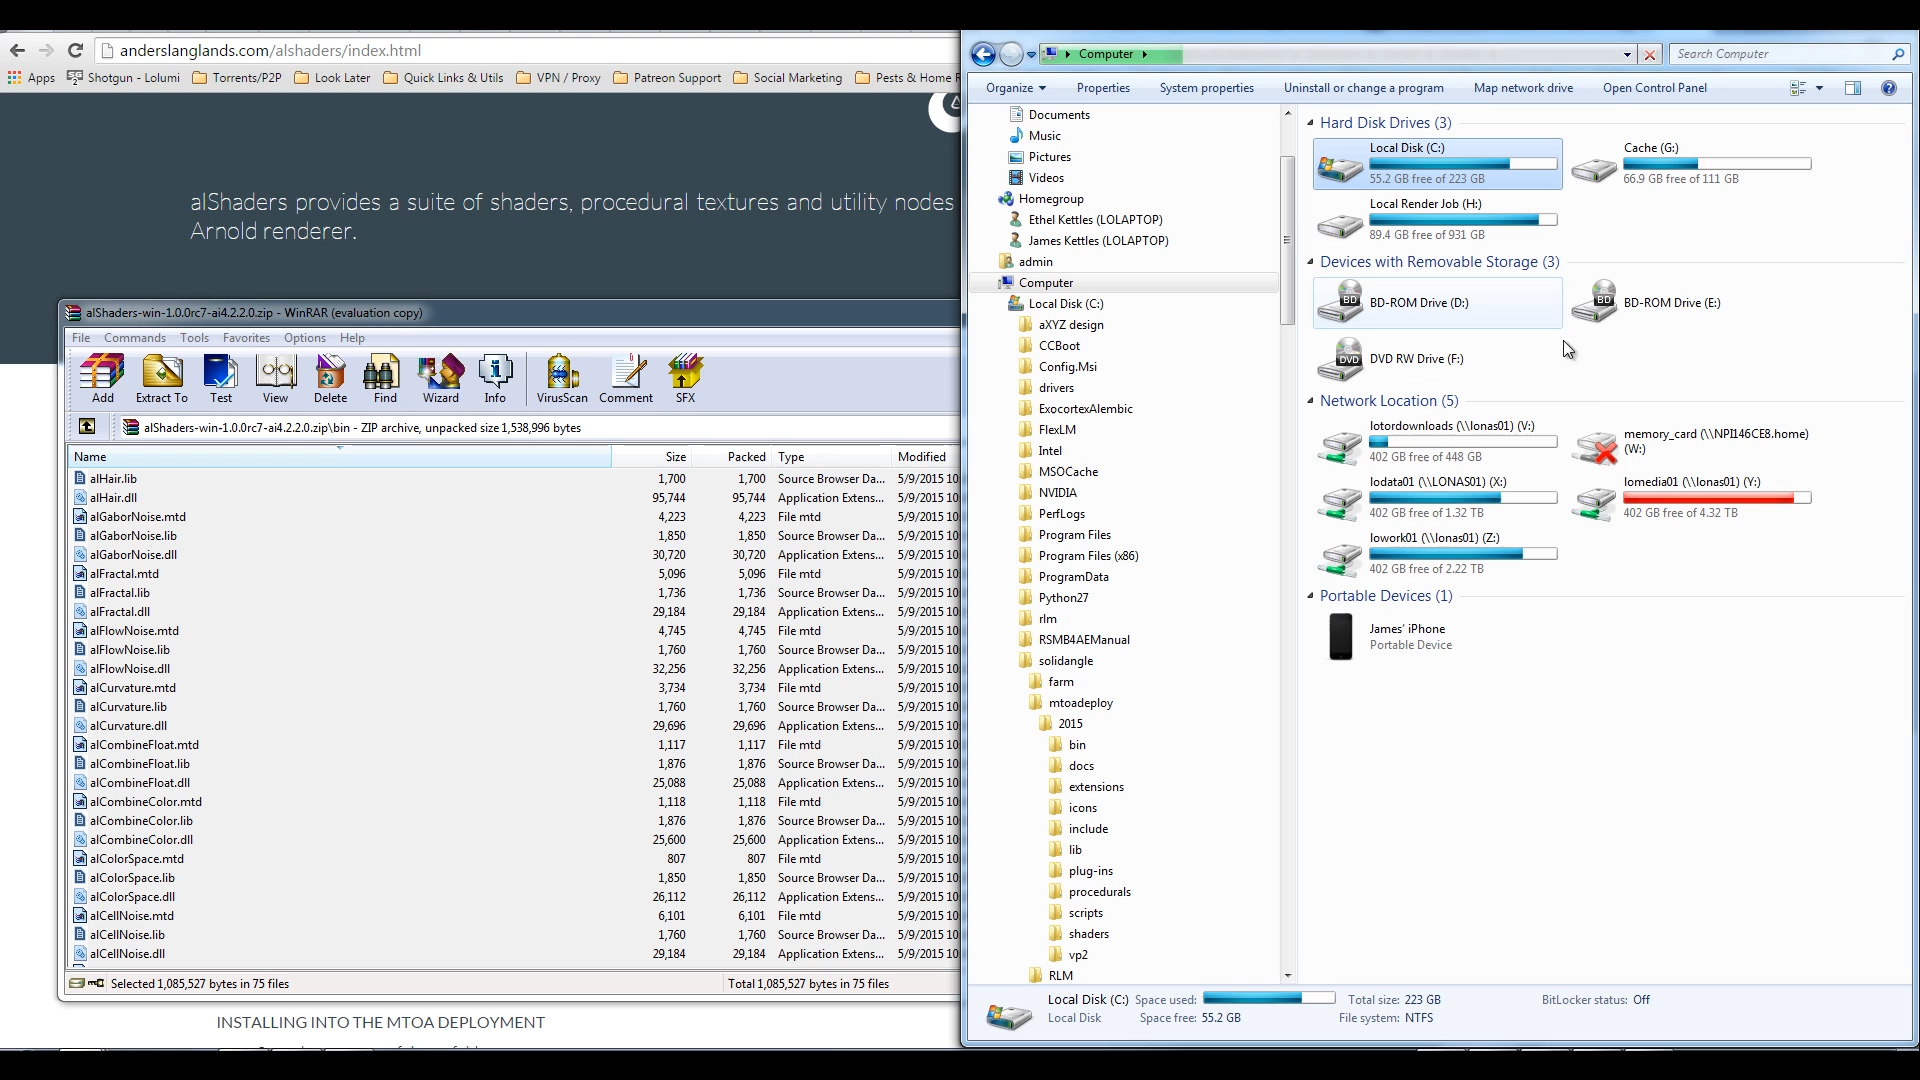 anderslanglands.com/alshaders/index.html
Apps
Shotgun - Lolumi
Torrents/P2P
Look Later
Quick Links & Utils
VPN / Proxy
Patreon Support
Social Marketing
Pests & Home R
alShaders provides a suite of shaders, procedural textures and utility nodes
Arnold renderer.
alShaders-win-1.0.0rc7-ai4.2.2.0.zip - WinRAR (evaluation copy)
File Commands Tools Favorites Options Help
Add Extract To Test View Delete Find Wizard Info VirusScan Comment SFX
alShaders-win-1.0.0rc7-ai4.2.2.0.zip\bin - ZIP archive, unpacked size 1,538,996 bytes
Name Size Packed Type Modified
alHair.lib 1,700 1,700 Source Browser Da... 5/9/2015 10
alHair.dll 95,744 95,744 Application Extens... 5/9/2015 10
alGaborNoise.mtd 4,223 4,223 File mtd 5/9/2015 10
alGaborNoise.lib 1,850 1,850 Source Browser Da... 5/9/2015 10
alGaborNoise.dll 30,720 30,720 Application Extens... 5/9/2015 10
alFractal.mtd 5,096 5,096 File mtd 5/9/2015 10
alFractal.lib 1,736 1,736 Source Browser Da... 5/9/2015 10
alFractal.dll 29,184 29,184 Application Extens... 5/9/2015 10
alFlowNoise.mtd 4,745 4,745 File mtd 5/9/2015 10
alFlowNoise.lib 1,760 1,760 Source Browser Da... 5/9/2015 10
alFlowNoise.dll 32,256 32,256 Application Extens... 5/9/2015 10
alCurvature.mtd 3,734 3,734 File mtd 5/9/2015 10
alCurvature.lib 1,760 1,760 Source Browser Da... 5/9/2015 10
alCurvature.dll 29,696 29,696 Application Extens... 5/9/2015 10
alCombineFloat.mtd 1,117 1,117 File mtd 5/9/2015 10
alCombineFloat.lib 1,876 1,876 Source Browser Da... 5/9/2015 10
alCombineFloat.dll 25,088 25,088 Application Extens... 5/9/2015 10
alCombineColor.mtd 1,118 1,118 File mtd 5/9/2015 10
alCombineColor.lib 1,876 1,876 Source Browser Da... 5/9/2015 10
alCombineColor.dll 25,600 25,600 Application Extens... 5/9/2015 10
alColorSpace.mtd 807 807 File mtd 5/9/2015 10
alColorSpace.lib 1,850 1,850 Source Browser Da... 5/9/2015 10
alColorSpace.dll 26,112 26,112 Application Extens... 5/9/2015 10
alCellNoise.mtd 6,101 6,101 File mtd 5/9/2015 10
alCellNoise.lib 1,760 1,760 Source Browser Da... 5/9/2015 10
alCellNoise.dll 29,184 29,184 Application Extens... 5/9/2015 10
Selected 1,085,527 bytes in 75 files
Total 1,085,527 bytes in 75 files
INSTALLING INTO THE MTOA DEPLOYMENT
Computer
Search Computer
Organize Properties System properties Uninstall or change a program Map network drive Open Control Panel
Documents
Music
Pictures
Videos
Homegroup
Ethel Kettles (LOLAPTOP)
James Kettles (LOLAPTOP)
admin
Computer
Local Disk (C:)
aXYZ design
CCBoot
Config.Msi
drivers
ExocortexAlembic
FlexLM
Intel
MSOCache
NVIDIA
PerfLogs
Program Files
Program Files (x86)
ProgramData
Python27
rlm
RSMB4AEManual
solidangle
farm
mtoadeploy
2015
bin
docs
extensions
icons
include
lib
plug-ins
procedurals
scripts
shaders
vp2
RLM
Hard Disk Drives (3)
Local Disk (C:)
55.2 GB free of 223 GB
Cache (G:)
66.9 GB free of 111 GB
Local Render Job (H:)
89.4 GB free of 931 GB
Devices with Removable Storage (3)
BD
BD-ROM Drive (D:)
BD
BD-ROM Drive (E:)
DVD
DVD RW Drive (F:)
Network Location (5)
lotordownloads (\\lonas01) (V:)
402 GB free of 448 GB
memory_card (\\NPI146CE8.home)
(W:)
lodata01 (\\LONAS01) (X:)
402 GB free of 1.32 TB
lomedia01 (\\lonas01) (Y:)
402 GB free of 4.32 TB
lowork01 (\\lonas01) (Z:)
402 GB free of 2.22 TB
Portable Devices (1)
James' iPhone
Portable Device
Local Disk (C:) Space used: Total size: 223 GB BitLocker status: Off
Local Disk Space free: 55.2 GB File system: NTFS